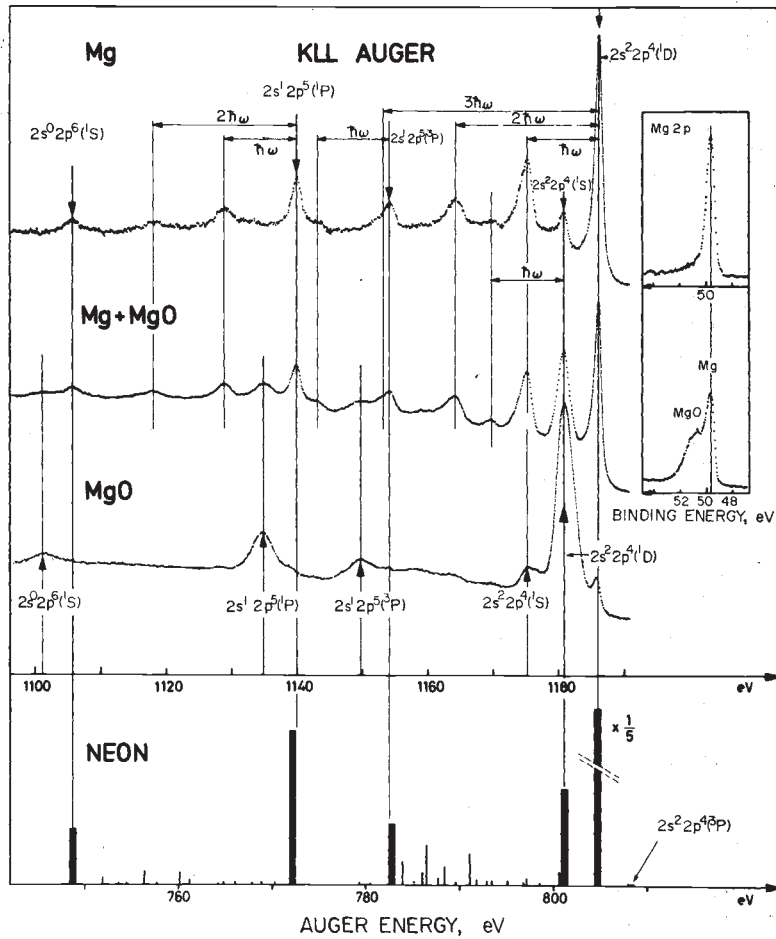 Mg KLL AUGER
2s²2p⁴(¹D)
2s¹2p⁵(¹P)
3ħω
2s⁰2p⁶(¹S)
2ħω
2ħω
ħω
ħω
2s¹2p⁵(³P)
ħω
2s²2p⁴(¹S)
ħω
Mg 2p
50
Mg+MgO
Mg
MgO
52 50 48
BINDING ENERGY, eV
MgO
2s²2p⁴(¹D)
2s⁰2p⁶(¹S)
2s¹2p⁵(¹P)
2s¹2p⁵(³P)
2s²2p⁴(¹S)
1100 1120 1140 1160 1180 eV
NEON
x 1/5
2s²2p⁴(³P)
760 780 800 eV
AUGER ENERGY, eV